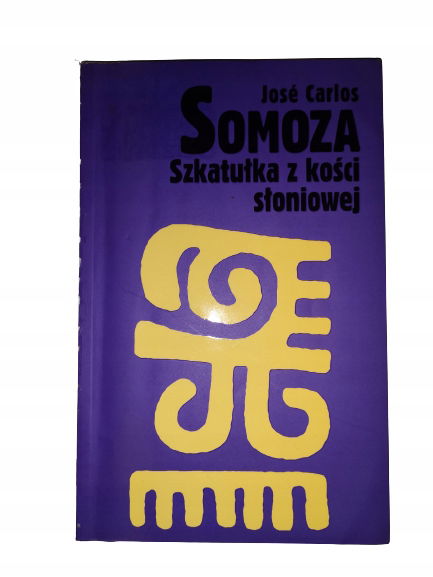 José Carlos
SOMOZA
Szkatułka z kości
słoniowej